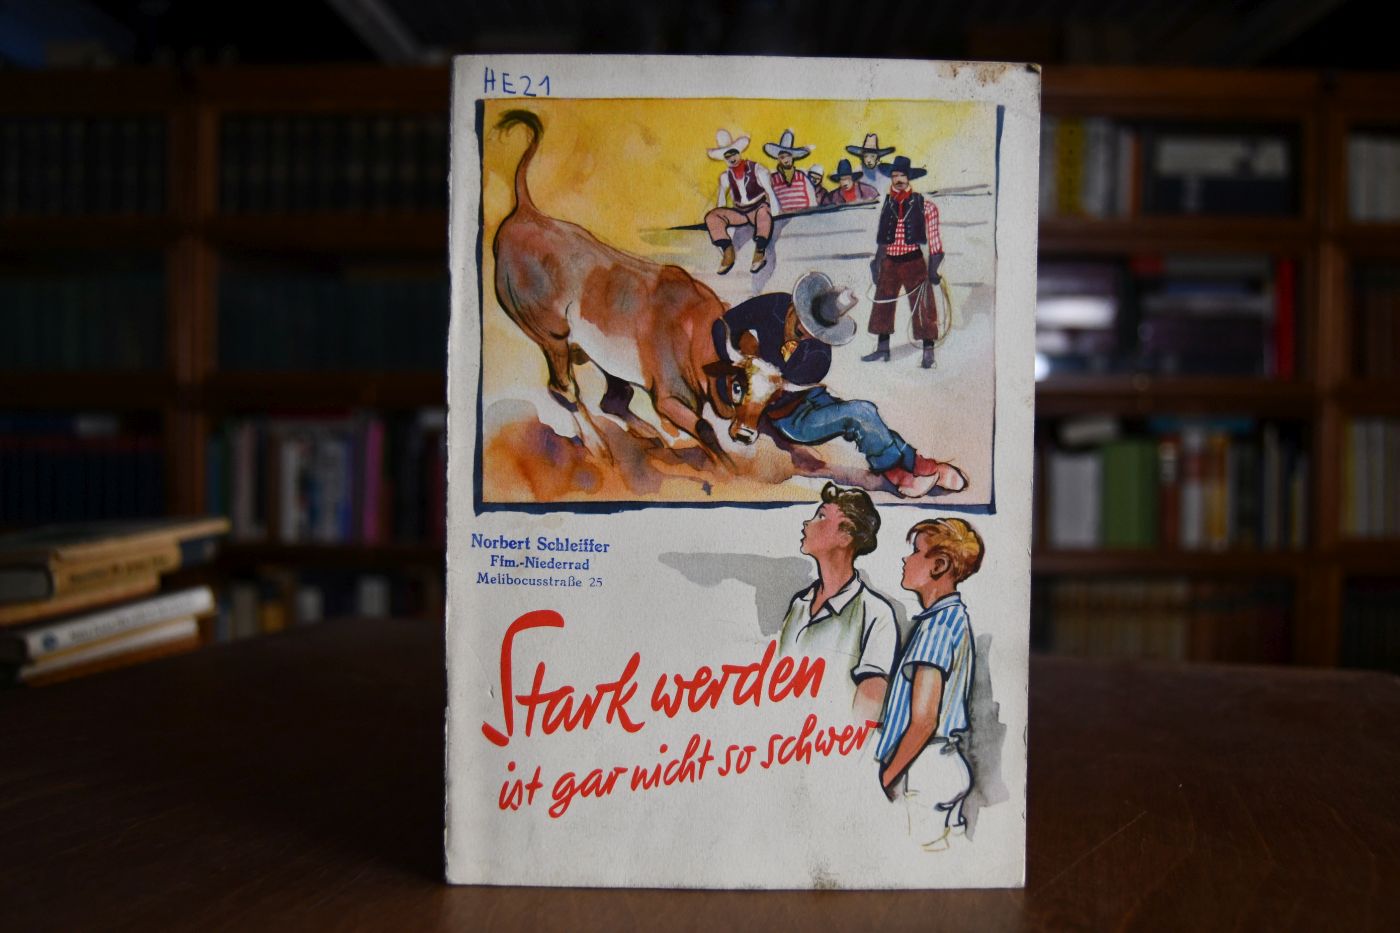 HE21
Norbert Schleiffer
Ffm.-Niederrad
Melibocusstraße 25
Stark werden
ist gar nicht so schwer